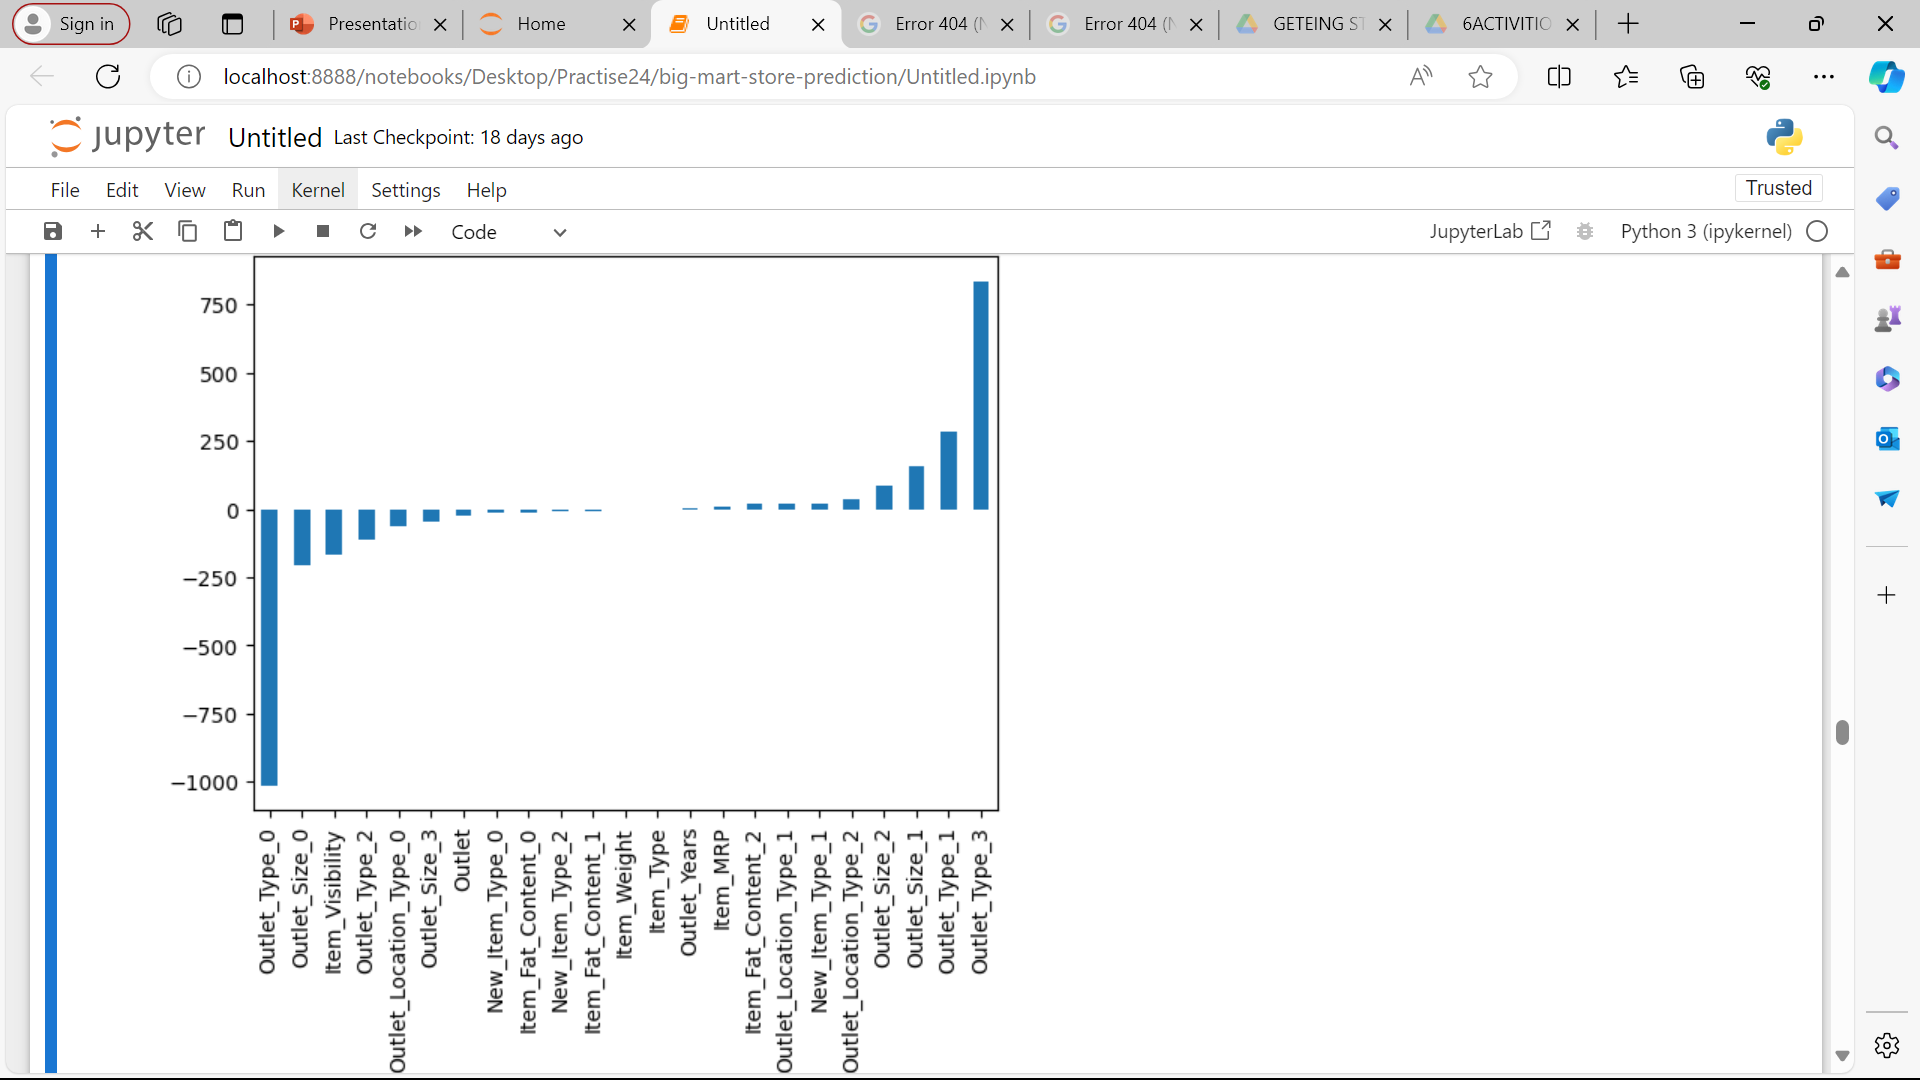 Sign in
Presentatio
Home
Untitled
Error 404 (N
Error 404 (N
GETEING ST
6ACTIVITIO
localhost:8888/notebooks/Desktop/Practise24/big-mart-store-prediction/Untitled.ipynb
jupyter Untitled Last Checkpoint: 18 days ago
File Edit View Run Kernel Settings Help
Trusted
Code
JupyterLab
Python 3 (ipykernel)
750
500
250
0
−250
−500
−750
−1000
Outlet_Type_0
Outlet_Size_0
Item_Visibility
Outlet_Type_2
Outlet_Location_Type_0
Outlet_Size_3
Outlet
New_Item_Type_0
Item_Fat_Content_0
New_Item_Type_2
Item_Fat_Content_1
Item_Weight
Item_Type
Outlet_Years
Item_MRP
Item_Fat_Content_2
Outlet_Location_Type_1
New_Item_Type_1
Outlet_Location_Type_2
Outlet_Size_2
Outlet_Size_1
Outlet_Type_1
Outlet_Type_3